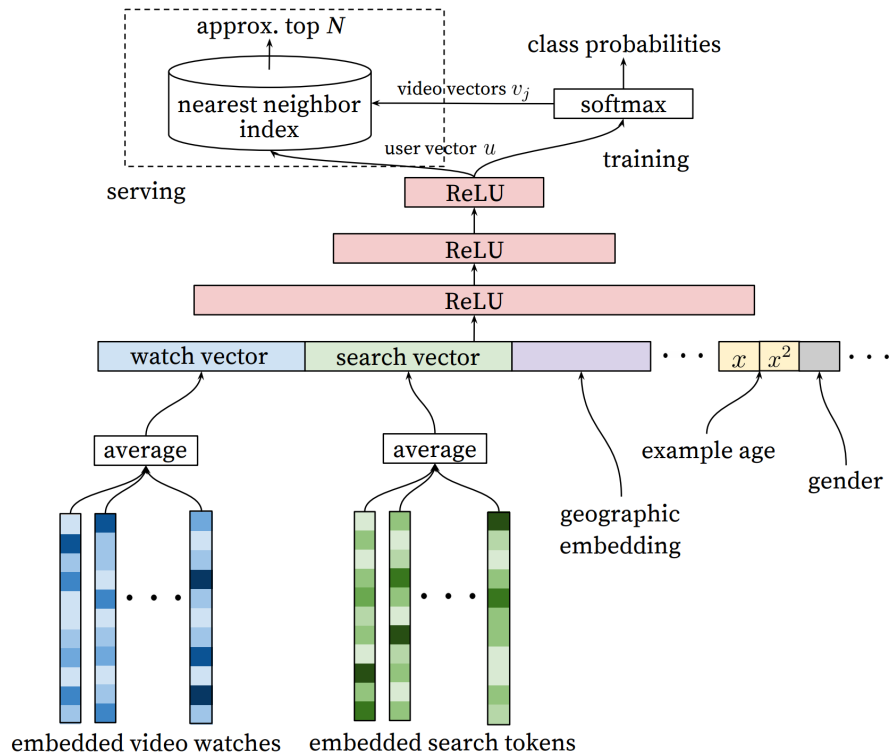 approx. top N
class probabilities
nearest neighbor
index
video vectors v_j
softmax
user vector u
training
serving
ReLU
ReLU
ReLU
watch vector
search vector
. . .
x
x²
. . .
average
average
example age
gender
geographic
embedding
. . .
. . .
embedded video watches
embedded search tokens